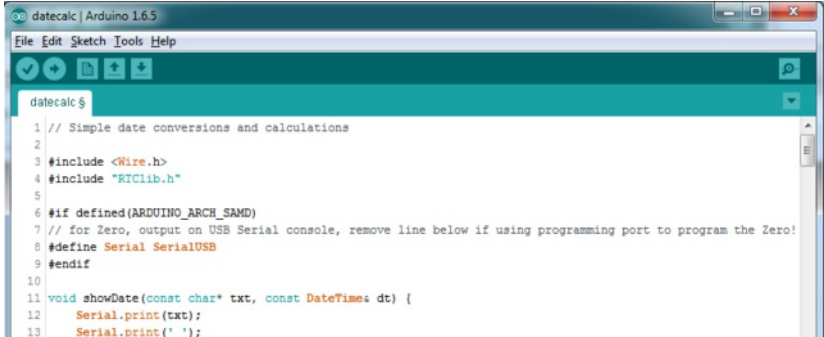 datecalc | Arduino 1.6.5
File Edit Sketch Tools Help
datecalc §
1 // Simple date conversions and calculations
2
3 #include <Wire.h>
4 #include "RTClib.h"
5
6 #if defined(ARDUINO_ARCH_SAMD)
7 // for Zero, output on USB Serial console, remove line below if using programming port to program the Zero!
8 #define Serial SerialUSB
9 #endif
10
11 void showDate(const char* txt, const DateTime& dt) {
12 Serial.print(txt);
13 Serial.print(' ');